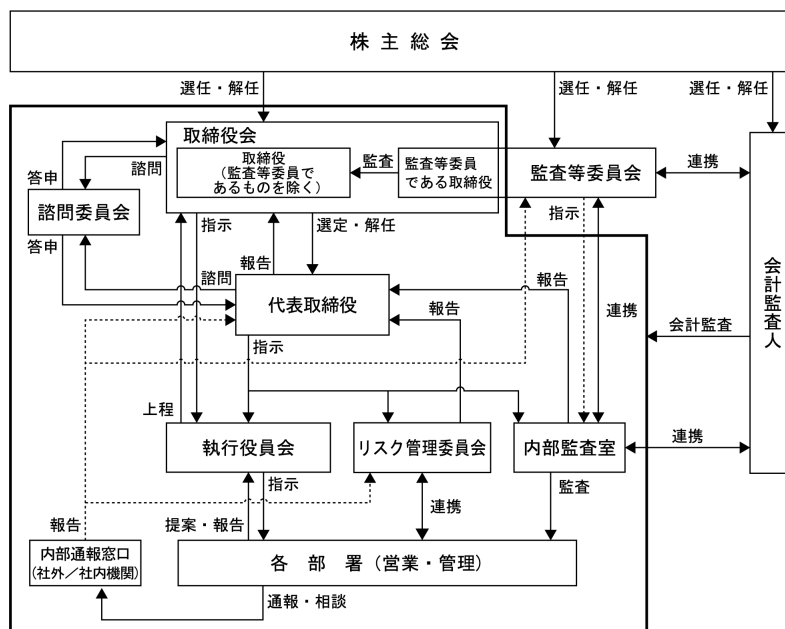 株主総会
選任・解任
選任・解任
選任・解任
取締役会
取締役
(監査等委員で
あるものを除く)
監査
監査等委員
である取締役
監査等委員会
連携
答申
諮問
諮問委員会
答申
指示
選定・解任
指示
諮問
報告
代表取締役
報告
報告
連携
会計監査
会計監査人
指示
上程
執行役員会
リスク管理委員会
内部監査室
連携
指示
監査
報告
提案・報告
連携
内部通報窓口
(社外/社内機関)
各部署(営業・管理)
通報・相談